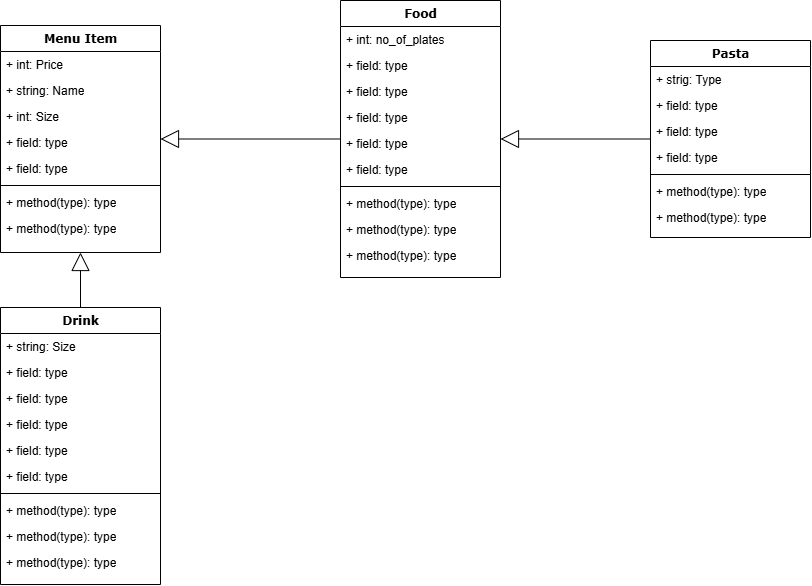 Menu Item
+ int: Price
+ string: Name
+ int: Size
+ field: type
+ field: type
+ method(type): type
+ method(type): type
Food
+ int: no_of_plates
+ field: type
+ field: type
+ field: type
+ field: type
+ field: type
+ method(type): type
+ method(type): type
+ method(type): type
Pasta
+ strig: Type
+ field: type
+ field: type
+ field: type
+ method(type): type
+ method(type): type
Drink
+ string: Size
+ field: type
+ field: type
+ field: type
+ field: type
+ field: type
+ method(type): type
+ method(type): type
+ method(type): type